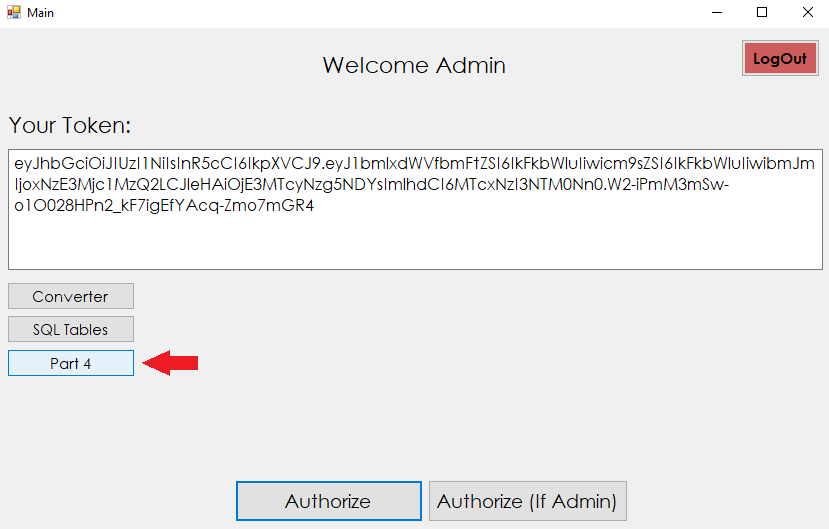 Main
Welcome Admin
LogOut
Your Token:
eyJhbGciOiJIUzI1NiIsInR5cCI6IkpXVCJ9.eyJ1bmlxdWVfbmFtZSI6IkFkbWluIiwicm9sZSI6IkFkbWluIiwibmJm
IjoxNzE3Mjc1MzQ2LCJleHAiOjE3MTcyNzg5NDYsImlhdCI6MTcxNzI3NTM0Nn0.W2-iPmM3mSw-
o1O028HPn2_kF7igEfYAcq-Zmo7mGR4
Converter
SQL Tables
Part 4
Authorize
Authorize (If Admin)